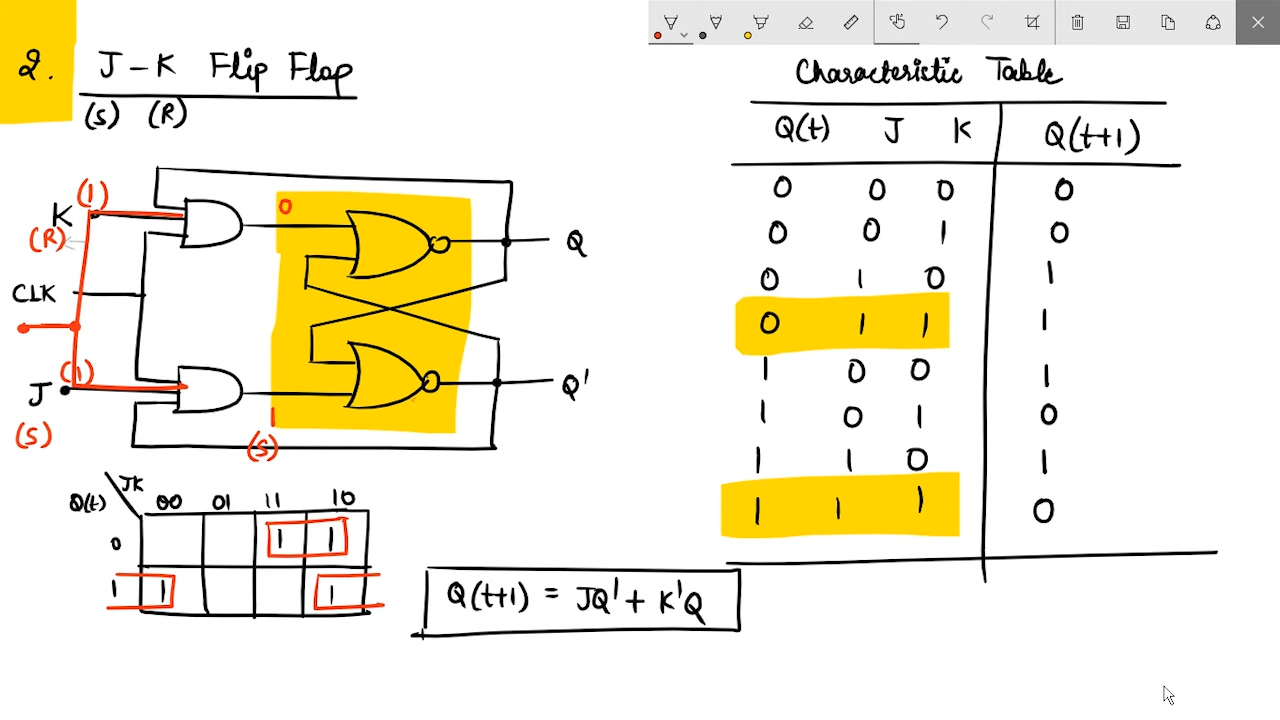 2. J - K Flip Flop
(S) (R)
K (1)
(R)
CLK
J (1)
(S)
0
1
(S)
Q
Q'
Q(t) JK 00 01 11 10
0 1 1
1 1 1
Q(t+1) = JQ' + K'Q
Characteristic Table
Q(t) J K Q(t+1)
0 0 0 0
0 0 1 0
0 1 0 1
0 1 1 1
1 0 0 1
1 0 1 0
1 1 0 1
1 1 1 0